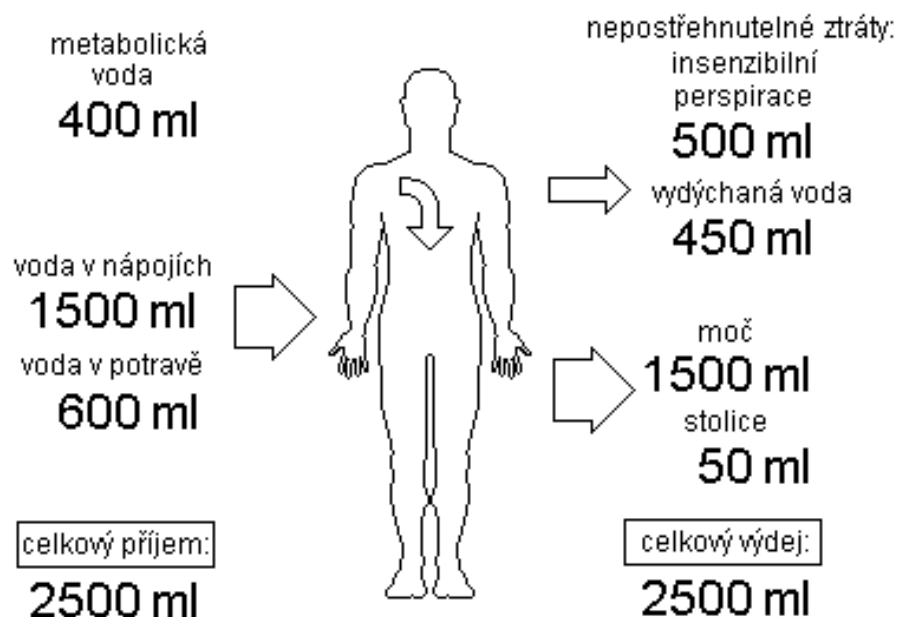 metabolická
voda
400 ml
voda v nápojích
1500 ml
voda v potravě
600 ml
celkový příjem:
2500 ml
nepostřehnutelné ztráty:
insenzibilní
perspirace
500 ml
vydýchaná voda
450 ml
moč
1500 ml
stolice
50 ml
celkový výdej:
2500 ml